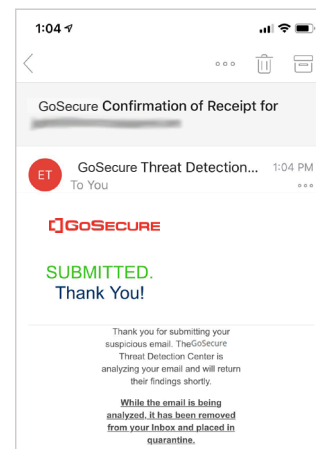 1:04
GoSecure Confirmation of Receipt for
ET
GoSecure Threat Detection... 1:04 PM
To You
GOSECURE
SUBMITTED.
Thank You!
Thank you for submitting your
suspicious email. TheGoSecure
Threat Detection Center is
analyzing your email and will return
their findings shortly.
While the email is being
analyzed, it has been removed
from your Inbox and placed in
quarantine.